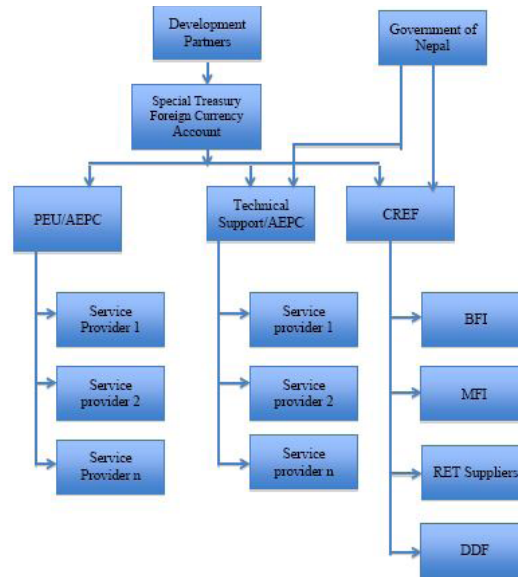 Development
Partners
Government of
Nepal
Special Treasury
Foreign Currency
Account
PEU/AEPC
Technical
Support/AEPC
CREF
Service
Provider 1
Service
provider 1
BFI
Service
provider 2
Service
provider 2
MFI
Service
Provider n
Service
provider n
RET Suppliers
DDF